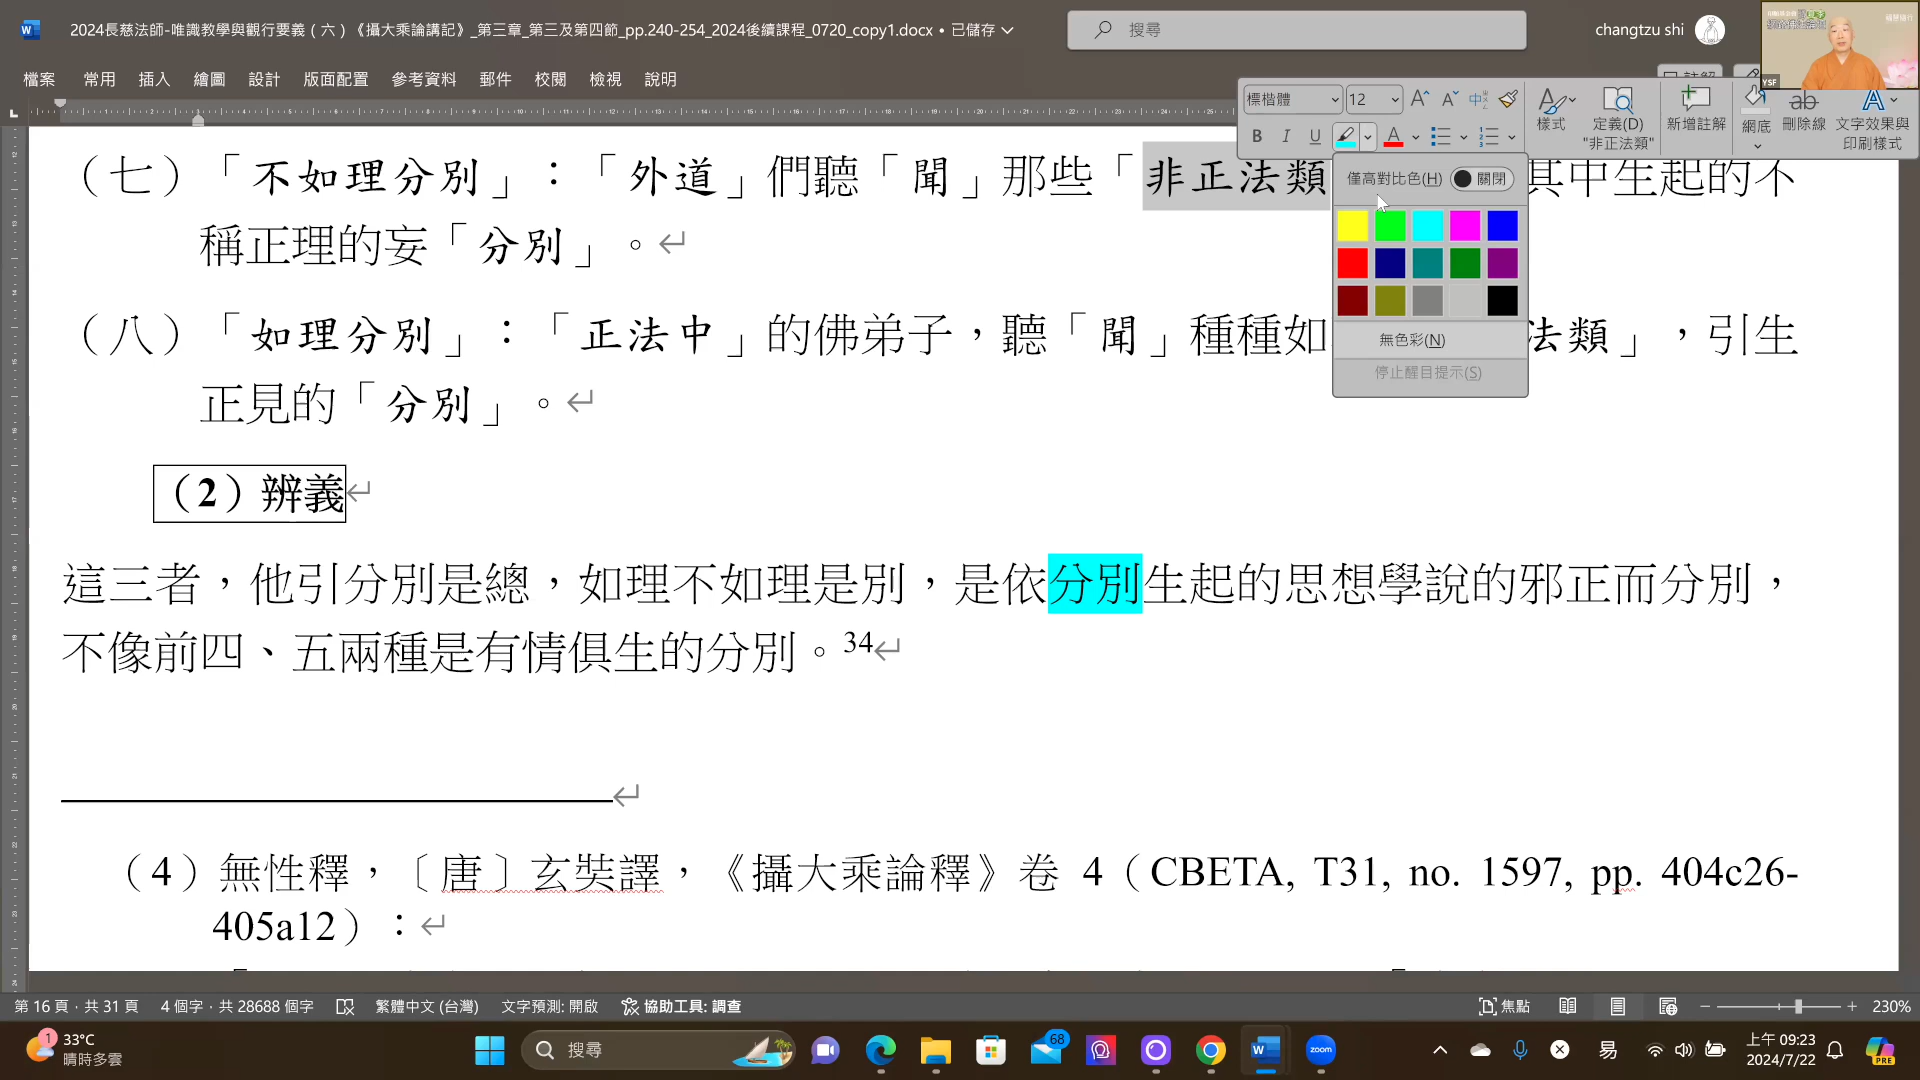 2024長慈法師-唯識教學與觀行要義（六）《攝大乘論講記》_第三章_第三及第四節_pp.240-254_2024後續課程_0720_copy1.docx • 已儲存
搜尋
changtzu shi
YSF
檔案 常用 插入 繪圖 設計 版面配置 參考資料 郵件 校閱 檢視 說明
標楷體 12
樣式 定義(D) "非正法類" 新增註解 網底 刪除線 文字效果與印刷樣式
B I U
僅高對比色(H) 關閉
無色彩(N)
停止醒目提示(S)
（七）「不如理分別」：「外道」們聽「聞」那些「非正法類 其中生起的不
稱正理的妄「分別」。
（八）「如理分別」：「正法中」的佛弟子，聽「聞」種種如 法類」，引生
正見的「分別」。
（2）辨義
這三者，他引分別是總，如理不如理是別，是依分別生起的思想學說的邪正而分別，
不像前四、五兩種是有情俱生的分別。34
（4）無性釋，〔唐〕玄奘譯，《攝大乘論釋》卷 4（CBETA, T31, no. 1597, pp. 404c26-
405a12）：
第 16 頁，共 31 頁 4 個字，共 28688 個字 繁體中文 (台灣) 文字預測: 開啟 協助工具: 調查 焦點 230%
33°C
晴時多雲
搜尋
68
zoom
易
上午 09:23
2024/7/22
PRE